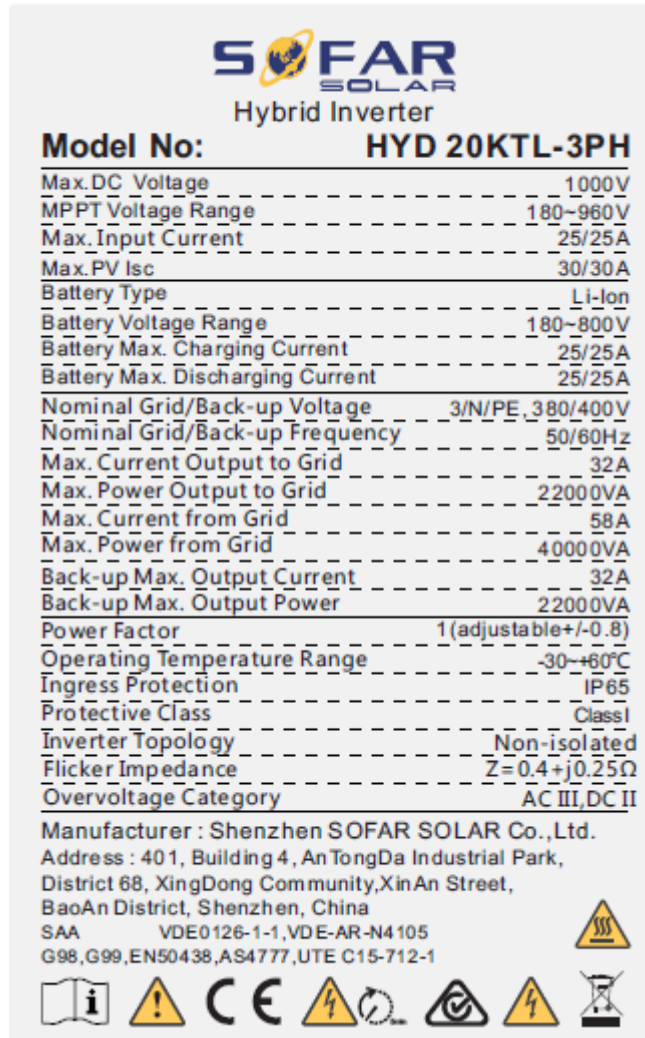 SOFAR
SOLAR
Hybrid Inverter
Model No: HYD 20KTL-3PH
Max.DC Voltage 1000V
MPPT Voltage Range 180~960V
Max.Input Current 25/25A
Max.PV Isc 30/30A
Battery Type Li-Ion
Battery Voltage Range 180~800V
Battery Max. Charging Current 25/25A
Battery Max. Discharging Current 25/25A
Nominal Grid/Back-up Voltage 3/N/PE,380/400V
Nominal Grid/Back-up Frequency 50/60Hz
Max.Current Output to Grid 32A
Max.Power Output to Grid 22000VA
Max.Current from Grid 58A
Max.Power from Grid 40000VA
Back-up Max. Output Current 32A
Back-up Max. Output Power 22000VA
Power Factor 1(adjustable+/-0.8)
Operating Temperature Range -30~+60℃
Ingress Protection IP65
Protective Class ClassI
Inverter Topology Non-isolated
Flicker Impedance Z=0.4+j0.25Ω
Overvoltage Category AC III,DC II
Manufacturer : Shenzhen SOFAR SOLAR Co.,Ltd.
Address : 401, Building 4, AnTongDa Industrial Park,
District 68, XingDong Community,XinAn Street,
BaoAn District, Shenzhen, China
SAA VDE0126-1-1,VDE-AR-N4105
G98,G99,EN50438,AS4777,UTE C15-712-1
i CE